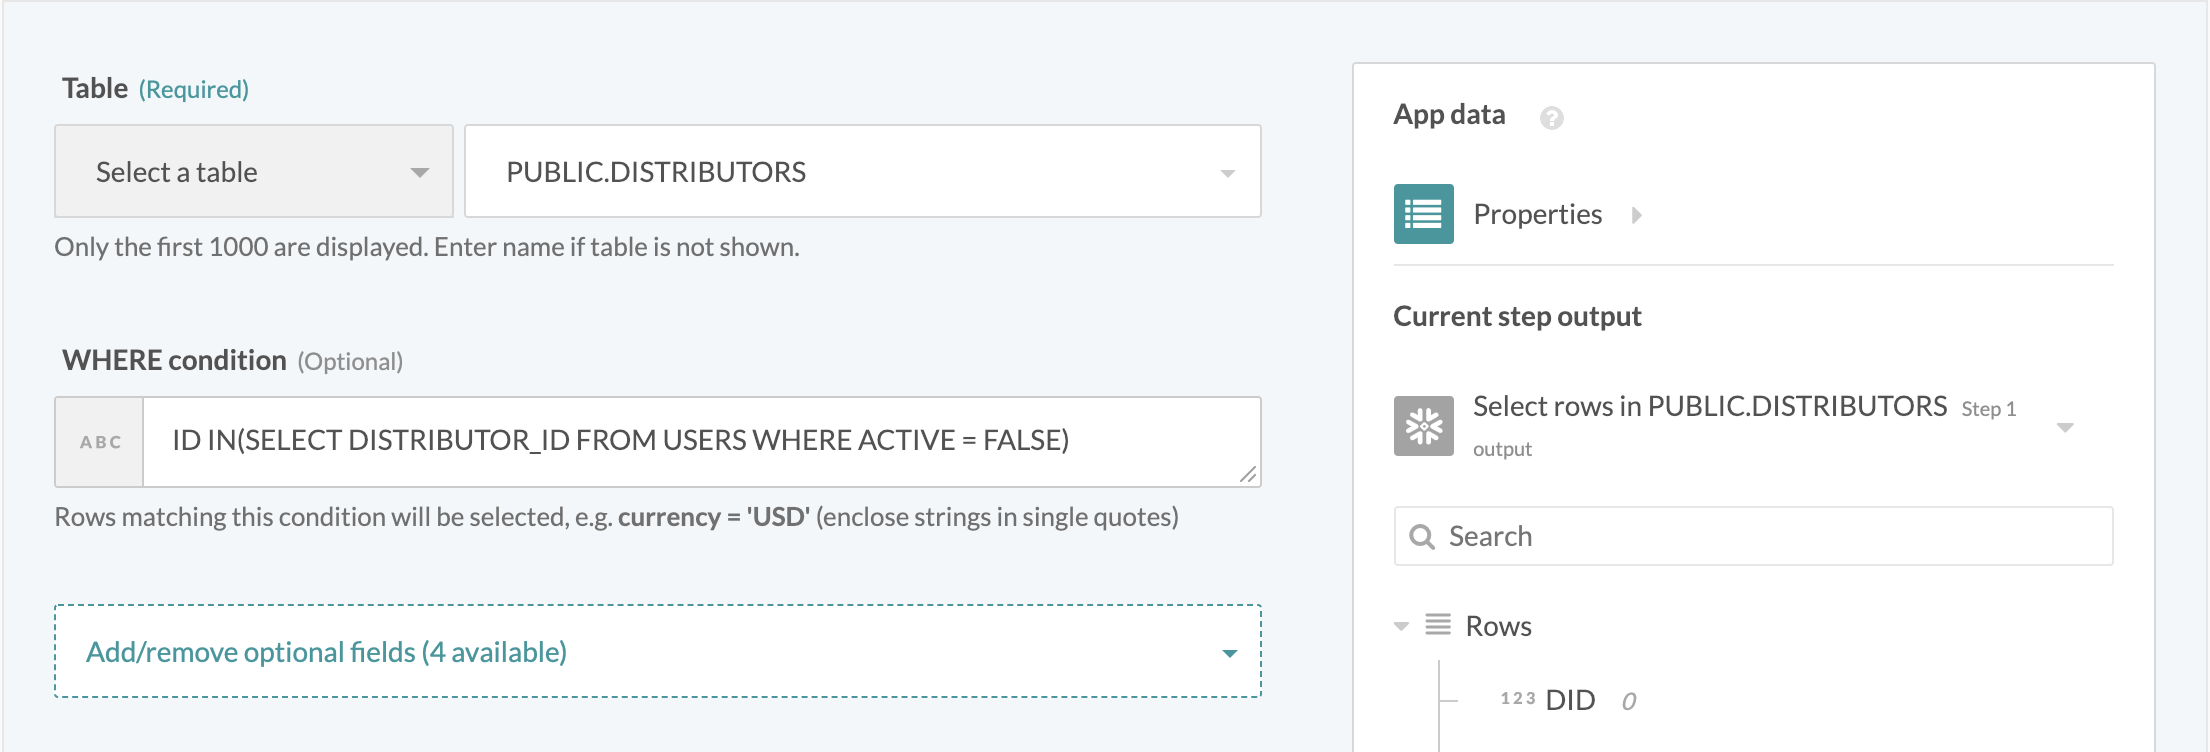 Table (Required)
Select a table
PUBLIC.DISTRIBUTORS
Only the first 1000 are displayed. Enter name if table is not shown.
WHERE condition (Optional)
ABC
ID IN(SELECT DISTRIBUTOR_ID FROM USERS WHERE ACTIVE = FALSE)
Rows matching this condition will be selected, e.g. currency = 'USD' (enclose strings in single quotes)
Add/remove optional fields (4 available)
App data ?
Properties
Current step output
Select rows in PUBLIC.DISTRIBUTORS Step 1
output
Search
Rows
123 DID 0